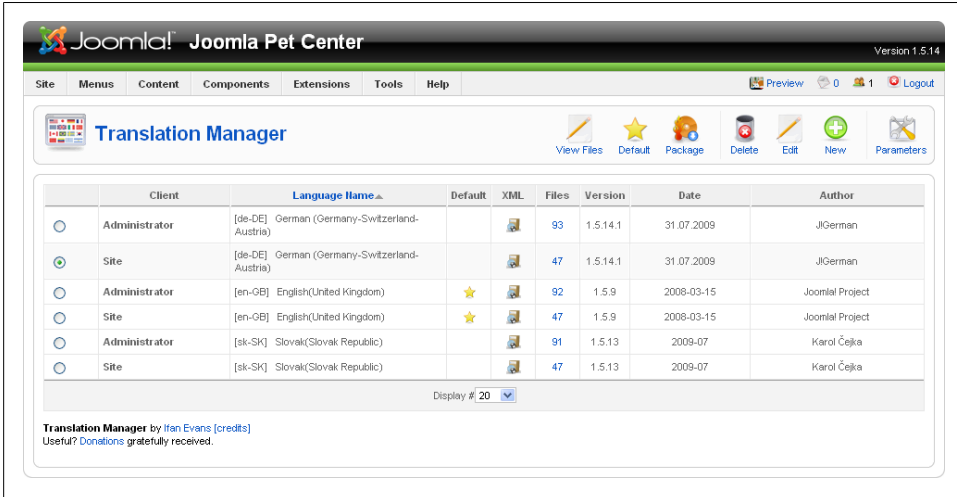 Joomla! Joomla Pet Center
Version 1.5.14
Site Menus Content Components Extensions Tools Help Preview 0 1 Logout
Translation Manager
View Files Default Package Delete Edit New Parameters
Client Language Name Default XML Files Version Date Author
Administrator [de-DE] German (Germany-Switzerland-Austria) 93 1.5.14.1 31.07.2009 J!German
Site [de-DE] German (Germany-Switzerland-Austria) 47 1.5.14.1 31.07.2009 J!German
Administrator [en-GB] English(United Kingdom) 92 1.5.9 2008-03-15 Joomla! Project
Site [en-GB] English(United Kingdom) 47 1.5.9 2008-03-15 Joomla! Project
Administrator [sk-SK] Slovak(Slovak Republic) 91 1.5.13 2009-07 Karol Čejka
Site [sk-SK] Slovak(Slovak Republic) 47 1.5.13 2009-07 Karol Čejka
Display # 20
Translation Manager by Ifan Evans [credits]
Useful? Donations gratefully received.